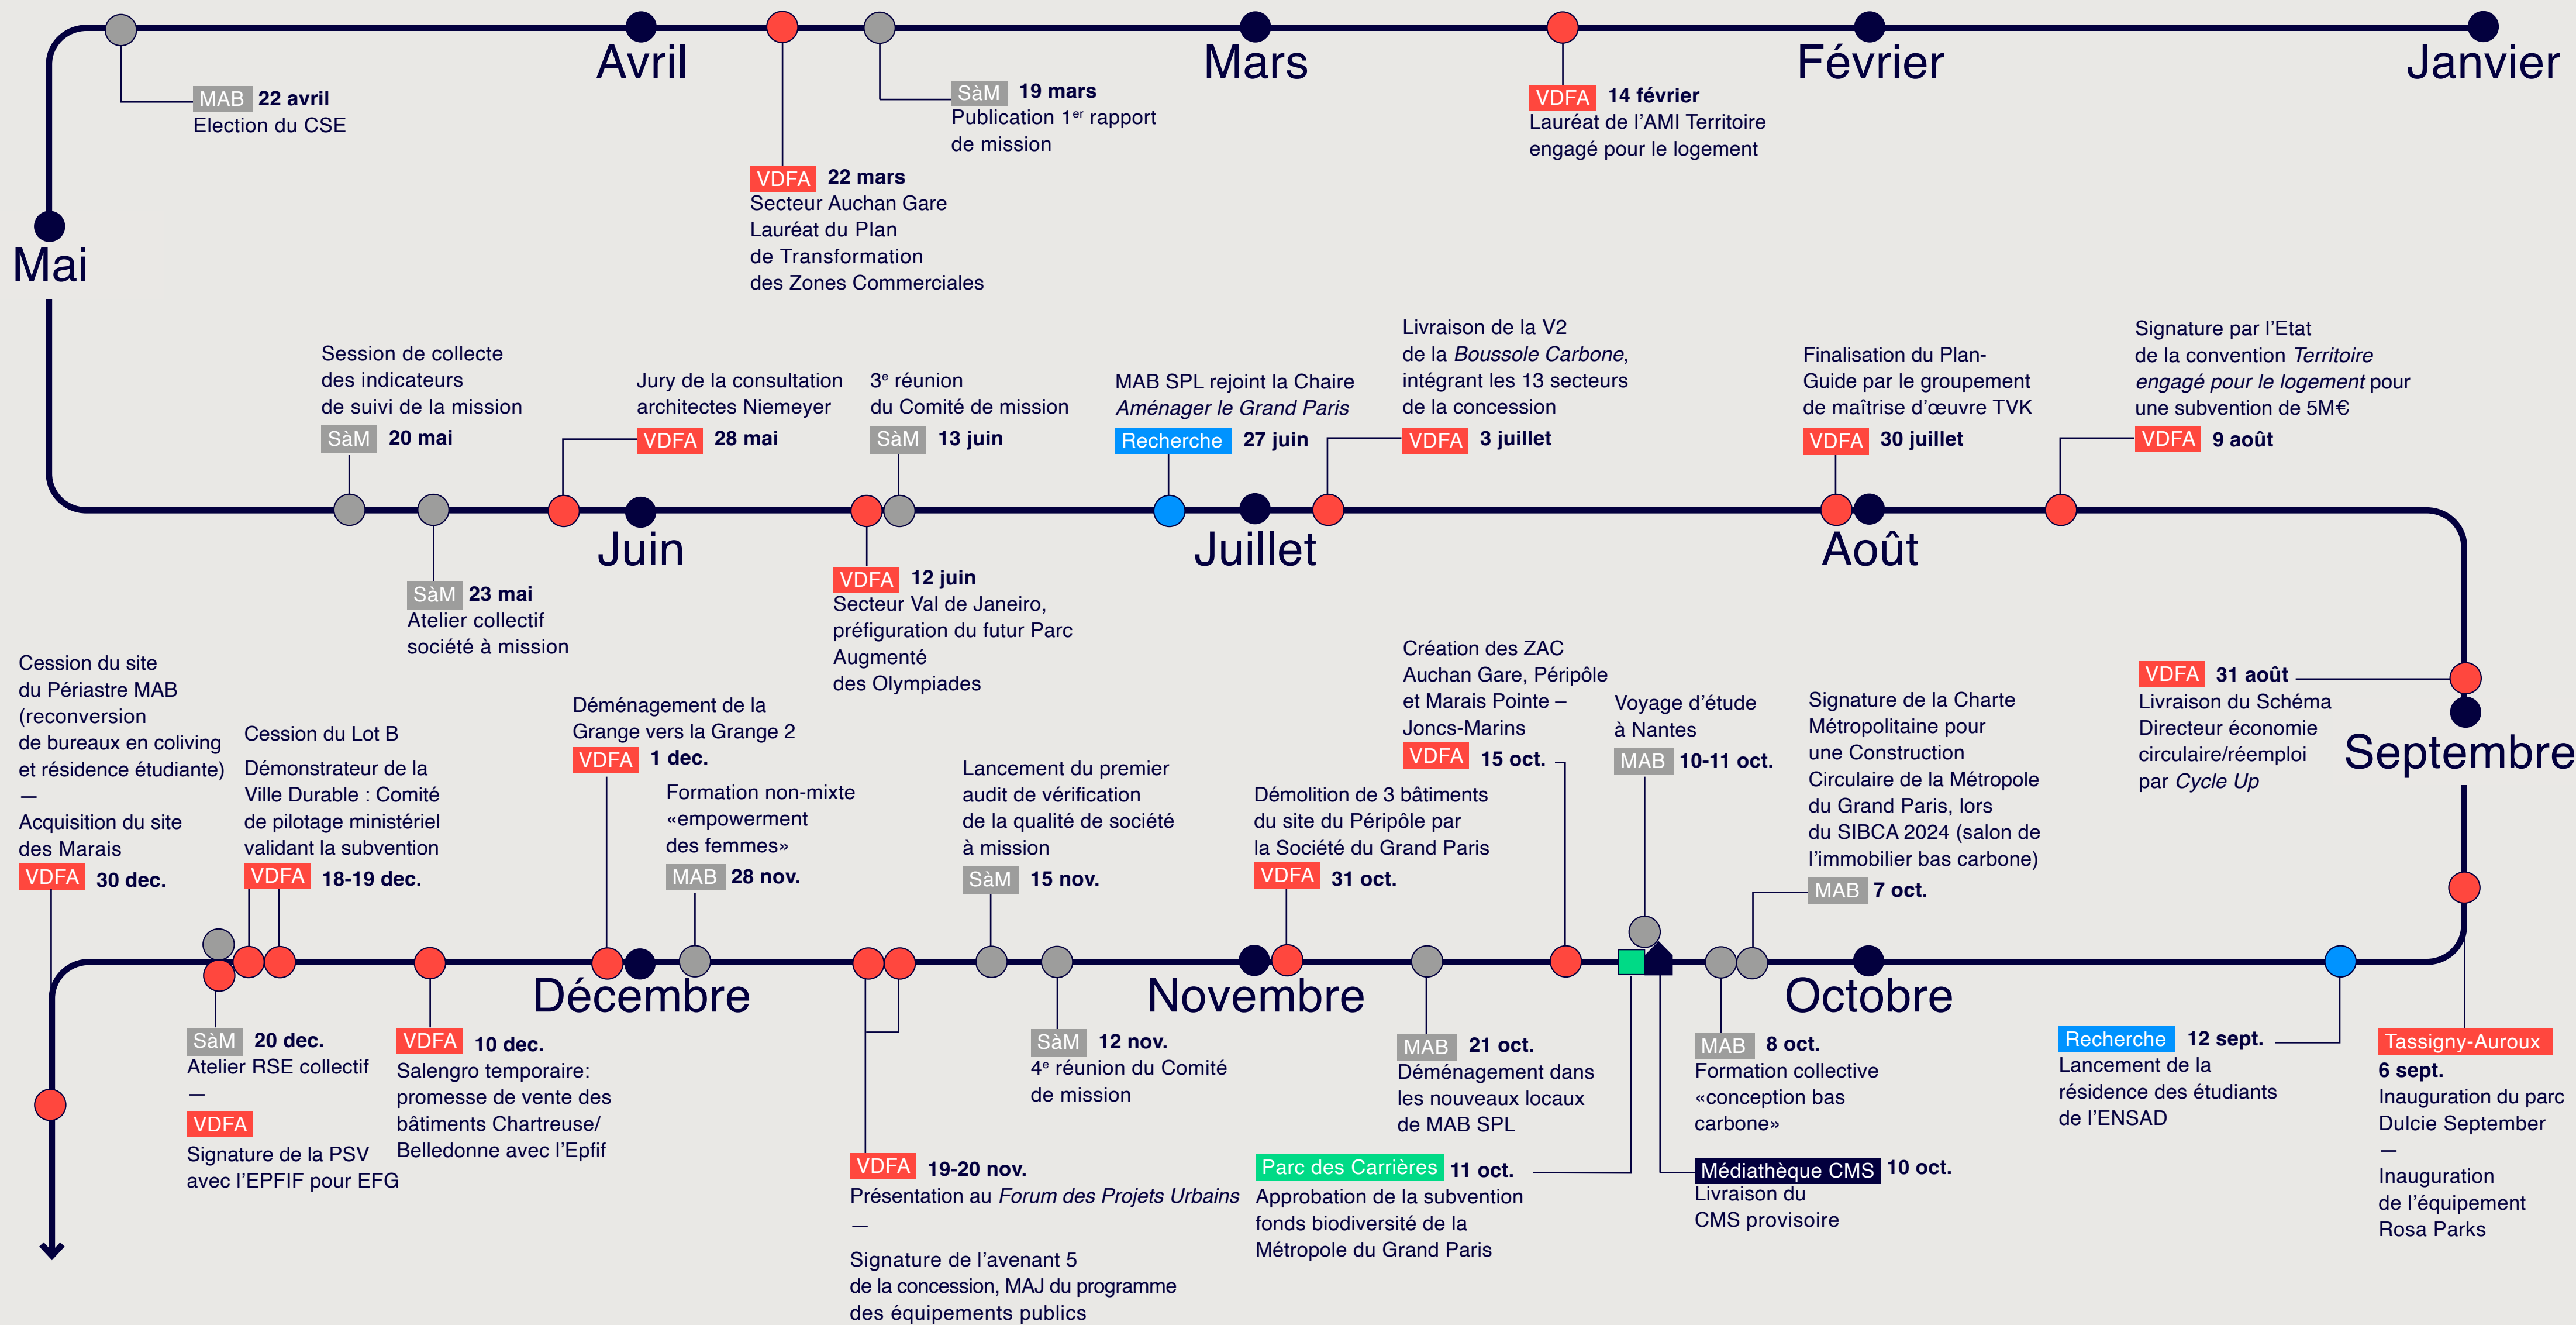 Janvier
Février
Mars
Avril
VDFA 14 février
Lauréat de l’AMI Territoire
engagé pour le logement
SàM 19 mars
Publication 1er rapport
de mission
VDFA 22 mars
Secteur Auchan Gare
Lauréat du Plan
de Transformation
des Zones Commerciales
MAB 22 avril
Election du CSE
Mai
Session de collecte
des indicateurs
de suivi de la mission
SàM 20 mai
SàM 23 mai
Atelier collectif
société à mission
Jury de la consultation
architectes Niemeyer
VDFA 28 mai
Juin
VDFA 12 juin
Secteur Val de Janeiro,
préfiguration du futur Parc
Augmenté
des Olympiades
3e réunion
du Comité de mission
SàM 13 juin
MAB SPL rejoint la Chaire
Aménager le Grand Paris
Recherche 27 juin
Juillet
Livraison de la V2
de la Boussole Carbone,
intégrant les 13 secteurs
de la concession
VDFA 3 juillet
Finalisation du Plan-
Guide par le groupement
de maîtrise d’œuvre TVK
VDFA 30 juillet
Août
Signature par l’Etat
de la convention Territoire
engagé pour le logement pour
une subvention de 5M€
VDFA 9 août
VDFA 31 août
Livraison du Schéma
Directeur économie
circulaire/réemploi
par Cycle Up
Septembre
Tassigny-Auroux
6 sept.
Inauguration du parc
Dulcie September
—
Inauguration
de l’équipement
Rosa Parks
Recherche 12 sept.
Lancement de la
résidence des étudiants
de l’ENSAD
Octobre
Signature de la Charte
Métropolitaine pour
une Construction
Circulaire de la Métropole
du Grand Paris, lors
du SIBCA 2024 (salon de
l’immobilier bas carbone)
MAB 7 oct.
MAB 8 oct.
Formation collective
«conception bas
carbone»
Médiathèque CMS 10 oct.
Livraison du
CMS provisoire
Voyage d’étude
à Nantes
MAB 10-11 oct.
Parc des Carrières 11 oct.
Approbation de la subvention
fonds biodiversité de la
Métropole du Grand Paris
Création des ZAC
Auchan Gare, Péripôle
et Marais Pointe –
Joncs-Marins
VDFA 15 oct.
MAB 21 oct.
Déménagement dans
les nouveaux locaux
de MAB SPL
Démolition de 3 bâtiments
du site du Péripôle par
la Société du Grand Paris
VDFA 31 oct.
Novembre
SàM 12 nov.
4e réunion du Comité
de mission
Lancement du premier
audit de vérification
de la qualité de société
à mission
SàM 15 nov.
VDFA 19-20 nov.
Présentation au Forum des Projets Urbains
—
Signature de l’avenant 5
de la concession, MAJ du programme
des équipements publics
Formation non-mixte
«empowerment
des femmes»
MAB 28 nov.
Décembre
Déménagement de la
Grange vers la Grange 2
VDFA 1 dec.
VDFA 10 dec.
Salengro temporaire:
promesse de vente des
bâtiments Chartreuse/
Belledonne avec l’Epfif
Cession du Lot B
Démonstrateur de la
Ville Durable : Comité
de pilotage ministériel
validant la subvention
VDFA 18-19 dec.
SàM 20 dec.
Atelier RSE collectif
—
VDFA
Signature de la PSV
avec l’EPFIF pour EFG
Cession du site
du Périastre MAB
(reconversion
de bureaux en coliving
et résidence étudiante)
—
Acquisition du site
des Marais
VDFA 30 dec.